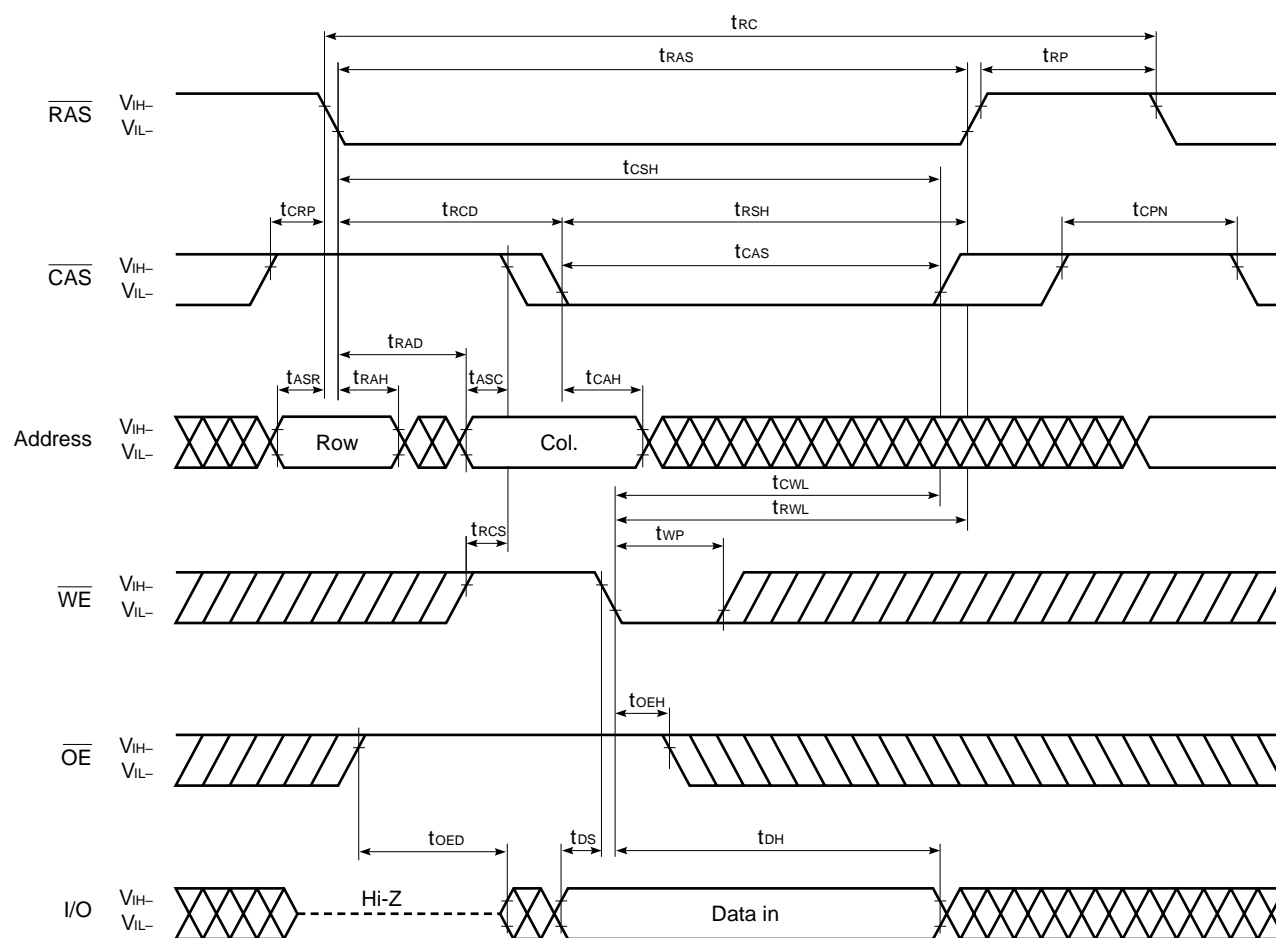 tRC
tRAS
tRP
RAS
VIH–
VIL–
tCSH
tCRP
tRCD
tRSH
tCPN
tCAS
CAS
VIH–
VIL–
tRAD
tASR
tRAH
tASC
tCAH
Address
VIH–
VIL–
Row
Col.
tCWL
tRWL
tRCS
tWP
WE
VIH–
VIL–
tOEH
OE
VIH–
VIL–
tOED
tDS
tDH
I/O
VIH–
VIL–
Hi-Z
Data in